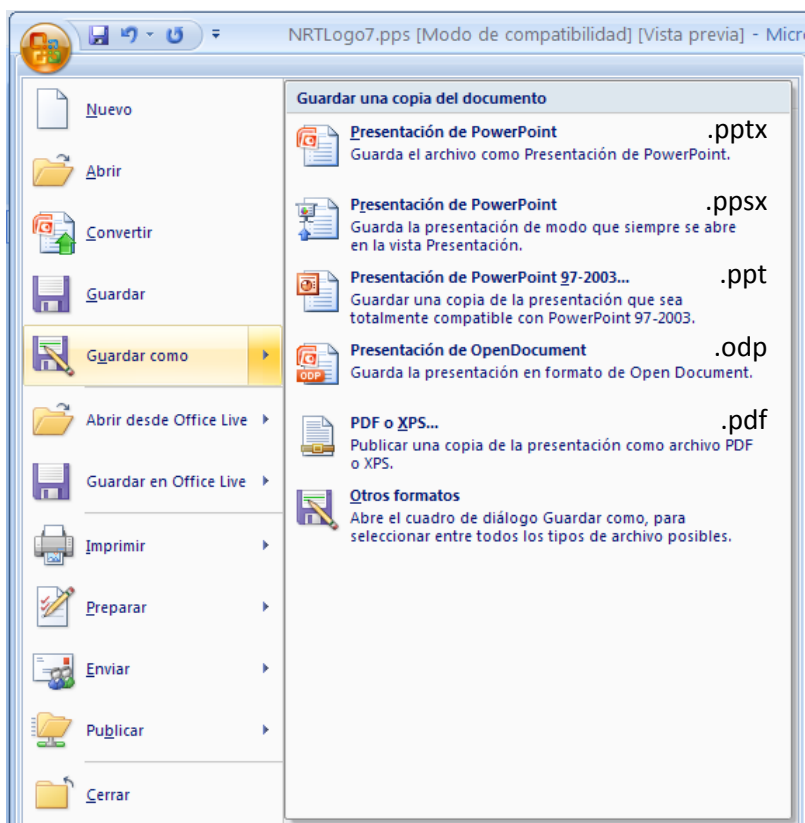 NRTLogo7.pps [Modo de compatibilidad] [Vista previa] - Micr
Nuevo
Abrir
Convertir
Guardar
Guardar como
Abrir desde Office Live
Guardar en Office Live
Imprimir
Preparar
Enviar
Publicar
Cerrar
Guardar una copia del documento
Presentación de PowerPoint .pptx
Guarda el archivo como Presentación de PowerPoint.
Presentación de PowerPoint .ppsx
Guarda la presentación de modo que siempre se abre
en la vista Presentación.
Presentación de PowerPoint 97-2003... .ppt
Guardar una copia de la presentación que sea
totalmente compatible con PowerPoint 97-2003.
Presentación de OpenDocument .odp
Guarda la presentación en formato de Open Document.
ODP
PDF o XPS... .pdf
Publicar una copia de la presentación como archivo PDF
o XPS.
Otros formatos
Abre el cuadro de diálogo Guardar como, para
seleccionar entre todos los tipos de archivo posibles.